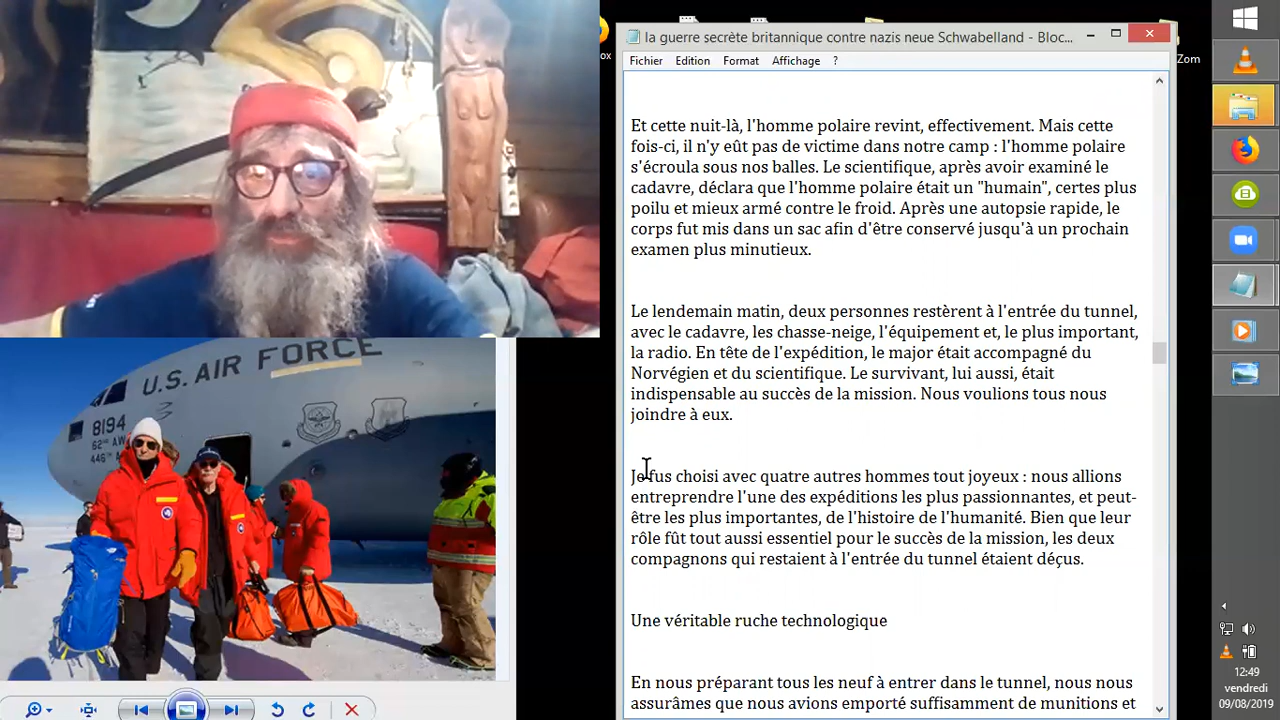 la guerre secrète britannique contre nazis neue Schwabelland - Bloc...
Fichier Edition Format Affichage ?
Et cette nuit-là, l'homme polaire revint, effectivement. Mais cette
fois-ci, il n'y eût pas de victime dans notre camp : l'homme polaire
s'écroula sous nos balles. Le scientifique, après avoir examiné le
cadavre, déclara que l'homme polaire était un "humain", certes plus
poilu et mieux armé contre le froid. Après une autopsie rapide, le
corps fut mis dans un sac afin d'être conservé jusqu'à un prochain
examen plus minutieux.
Le lendemain matin, deux personnes restèrent à l'entrée du tunnel,
avec le cadavre, les chasse-neige, l'équipement et, le plus important,
la radio. En tête de l'expédition, le major était accompagné du
Norvégien et du scientifique. Le survivant, lui aussi, était
indispensable au succès de la mission. Nous voulions tous nous
joindre à eux.
Je fus choisi avec quatre autres hommes tout joyeux : nous allions
entreprendre l'une des expéditions les plus passionnantes, et peut-
être les plus importantes, de l'histoire de l'humanité. Bien que leur
rôle fût tout aussi essentiel pour le succès de la mission, les deux
compagnons qui restaient à l'entrée du tunnel étaient déçus.
Une véritable ruche technologique
En nous préparant tous les neuf à entrer dans le tunnel, nous nous
assurâmes que nous avions emporté suffisamment de munitions et
U.S. AIR FORCE
8194
62ND AW
446
ox
Zom
12:49
vendredi
09/08/2019